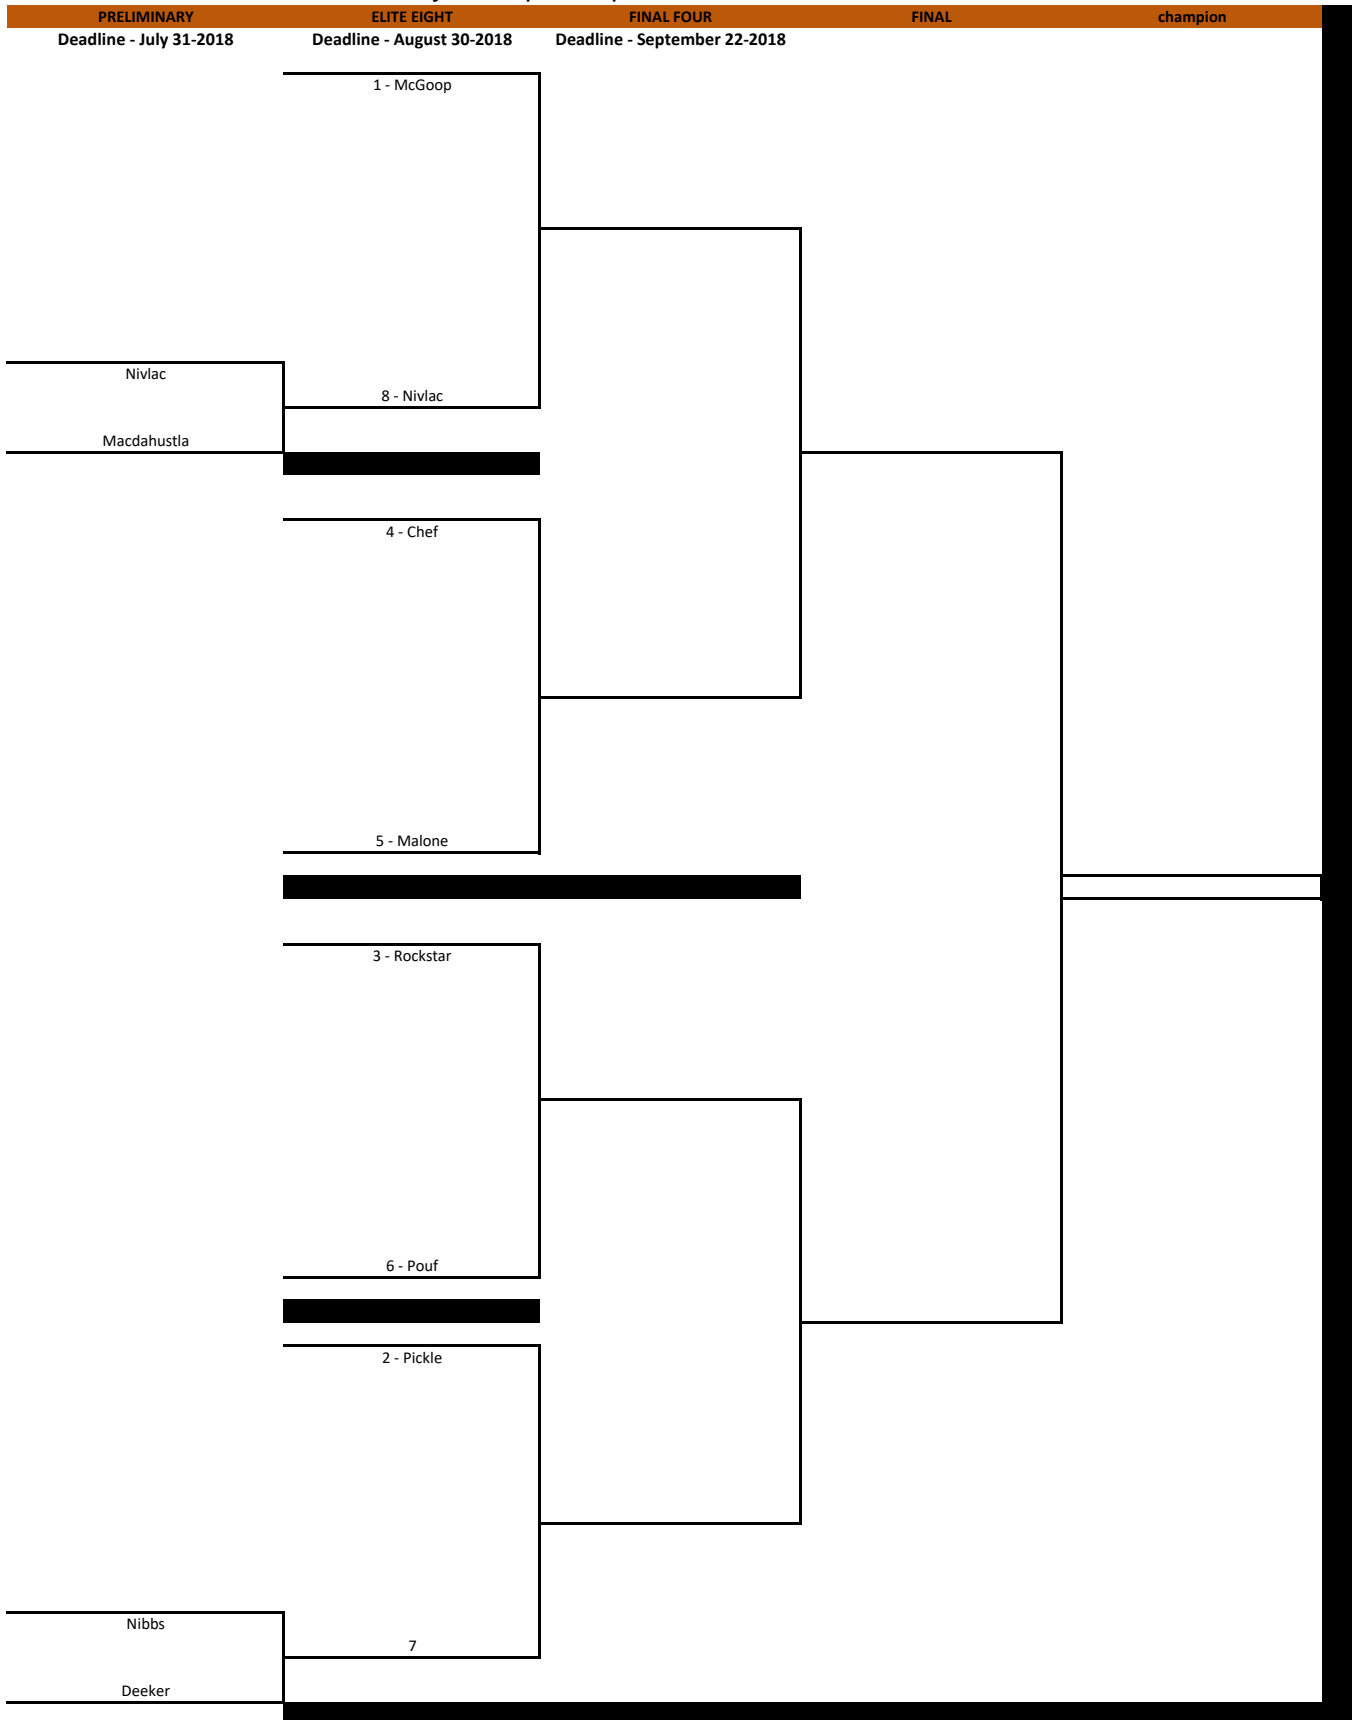 PRELIMINARY ELITE EIGHT FINAL FOUR FINAL champion
Deadline - July 31-2018 Deadline - August 30-2018 Deadline - September 22-2018
1 - McGoop
Nivlac
8 - Nivlac
Macdahustla
4 - Chef
5 - Malone
3 - Rockstar
6 - Pouf
2 - Pickle
Nibbs
7
Deeker